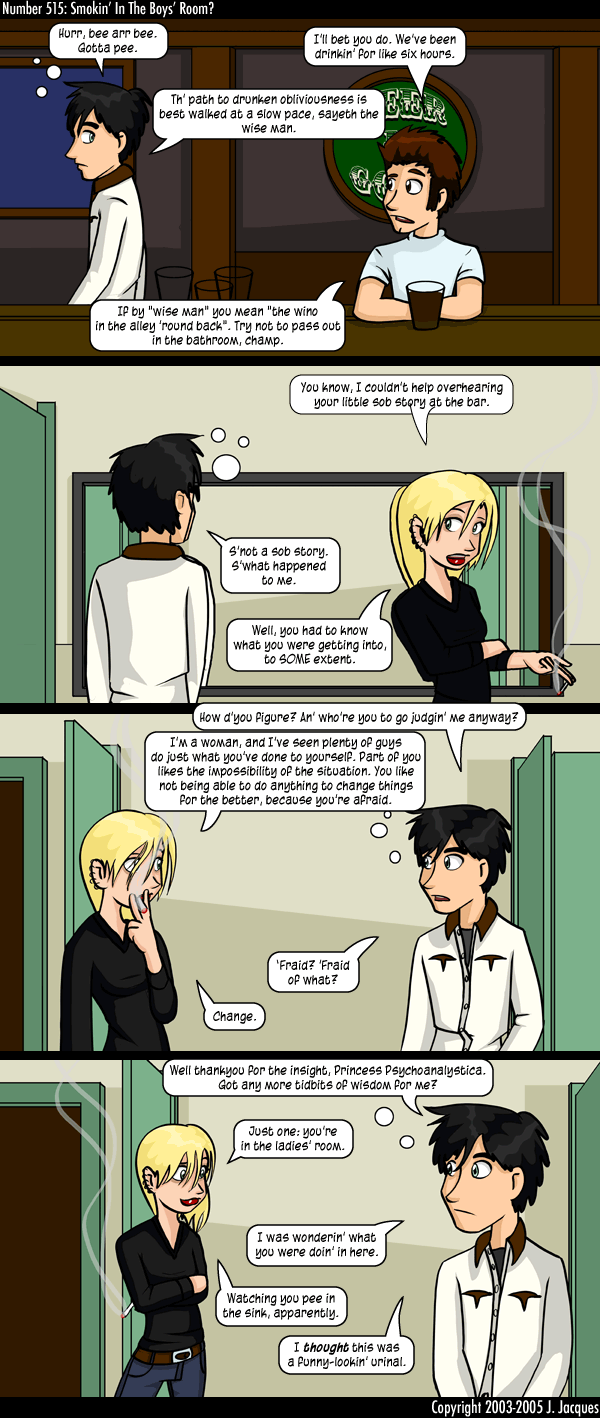 Number 515: Smokin' In The Boys' Room?
Hurr, bee arr bee.
Gotta pee.
I'll bet you do. We've been
drinkin' for like six hours.
Th' path to drunken obliviousness is
best walked at a slow pace, sayeth the
wise man.
If by "wise man" you mean "the wino
in the alley 'round back". Try not to pass out
in the bathroom, champ.
You know, I couldn't help overhearing
your little sob story at the bar.
S'not a sob story.
S'what happened
to me.
Well, you had to know
what you were getting into,
to SOME extent.
How d'you figure? An' who're you to go judgin' me anyway?
I'm a woman, and I've seen plenty of guys
do just what you've done to yourself. Part of you
likes the impossibility of the situation. You like
not being able to do anything to change things
for the better, because you're afraid.
'Fraid? 'Fraid
of what?
Change.
Well thankyou for the insight, Princess Psychoanalystica.
Got any more tidbits of wisdom for me?
Just one: you're
in the ladies' room.
I was wonderin' what
you were doin' in here.
Watching you pee in
the sink, apparently.
I thought this was
a funny-lookin' urinal.
Copyright 2003-2005 J. Jacques